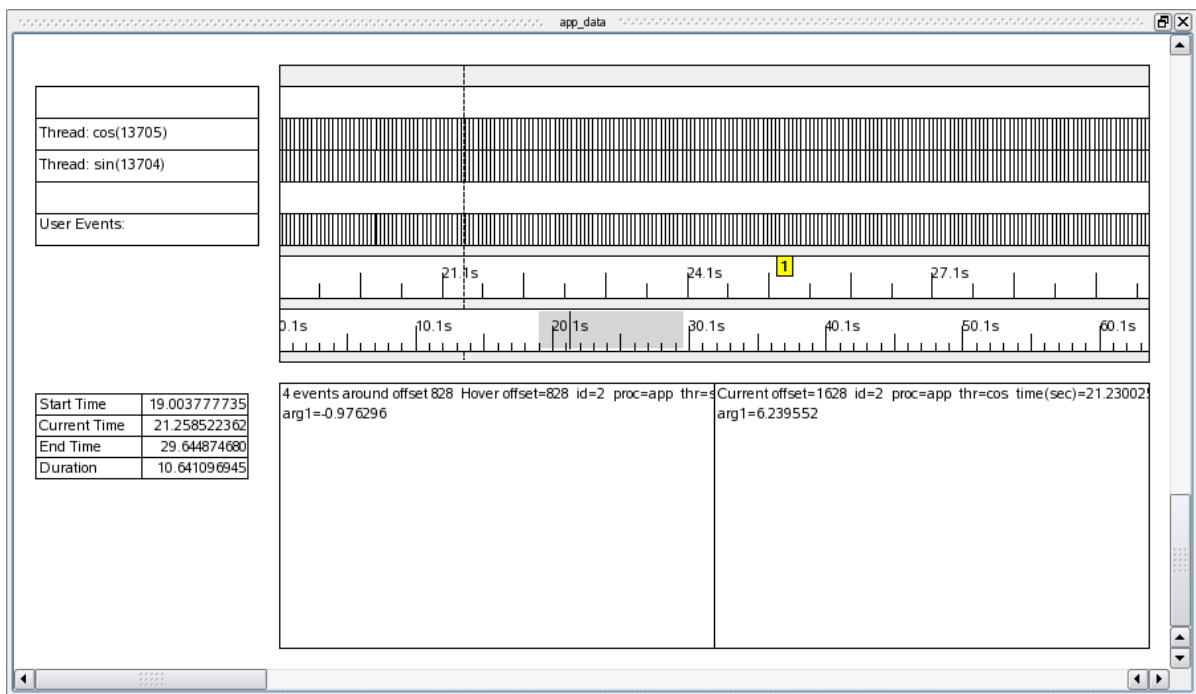 app_data
Thread: cos(13705)
Thread: sin(13704)
User Events:
21.1s 24.1s 1 27.1s
0.1s 10.1s 20.1s 30.1s 40.1s 50.1s 60.1s
Start Time 19.003777735
Current Time 21.258522362
End Time 29.644874680
Duration 10.641096945
4 events around offset 828 Hover offset=828 id=2 proc=app thr=s
arg1=-0.976296
Current offset=1628 id=2 proc=app thr=cos time(sec)=21.230025
arg1=6.239552